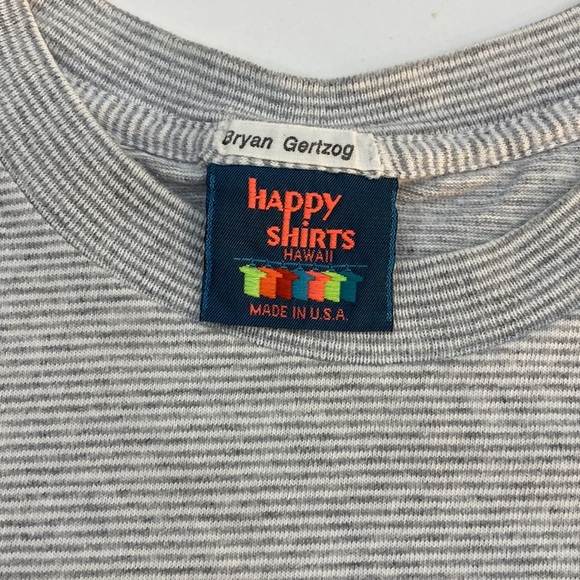 Bryan Gertzog
happy
shirts
HAWAII
MADE IN U.S.A.